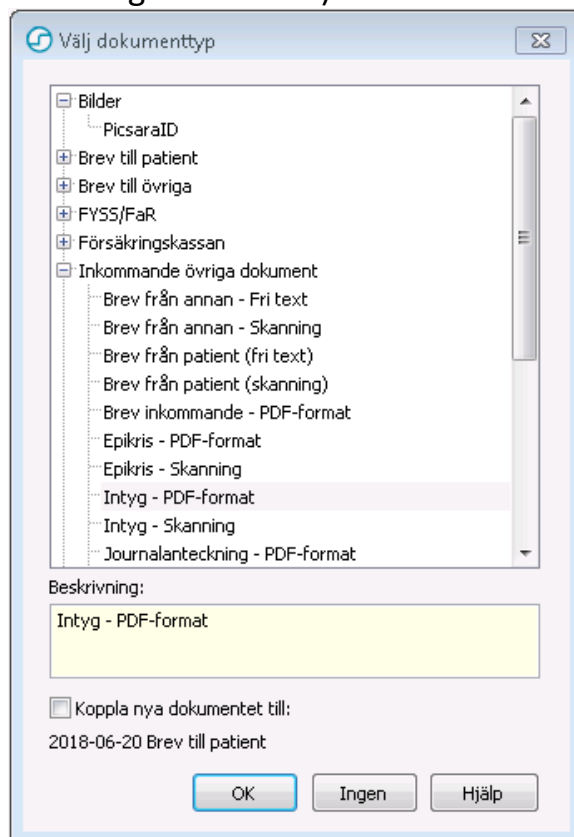 Välj dokumenttyp
Bilder
PicsaraID
Brev till patient
Brev till övriga
FYSS/FaR
Försäkringskassan
Inkommande övriga dokument
Brev från annan - Fri text
Brev från annan - Skanning
Brev från patient (fri text)
Brev från patient (skanning)
Brev inkommande - PDF-format
Epikris - PDF-format
Epikris - Skanning
Intyg - PDF-format
Intyg - Skanning
Journalanteckning - PDF-format
Beskrivning:
Intyg - PDF-format
Koppla nya dokumentet till:
2018-06-20 Brev till patient
OK Ingen Hjälp